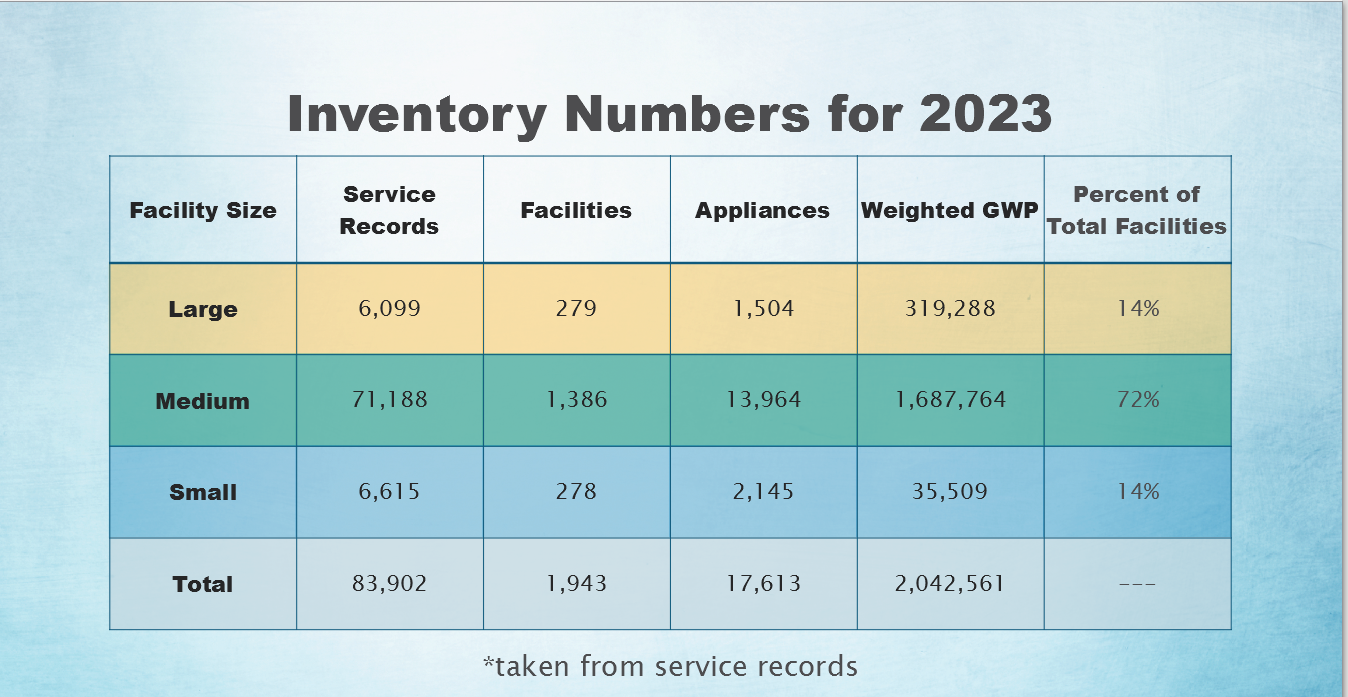 Inventory Numbers for 2023
Facility Size Service Records Facilities Appliances Weighted GWP Percent of Total Facilities
Large 6,099 279 1,504 319,288 14%
Medium 71,188 1,386 13,964 1,687,764 72%
Small 6,615 278 2,145 35,509 14%
Total 83,902 1,943 17,613 2,042,561 ---
*taken from service records